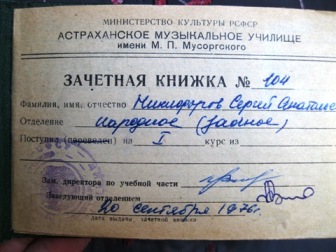 МИНИСТЕРСТВО КУЛЬТУРЫ РСФСР
АСТРАХАНСКОЕ МУЗЫКАЛЬНОЕ УЧИЛИЩЕ
имени М. П. Мусоргского
ЗАЧЕТНАЯ КНИЖКА № 104
Фамилия, имя, отчество Никифоров Сергей
Отделение народное (заочное)
Поступил (переведен) на I курс из
Зам. директора по учебной части
Заведующий отделением
20 сентября 1976г.
дата выдачи, зачетной книжки